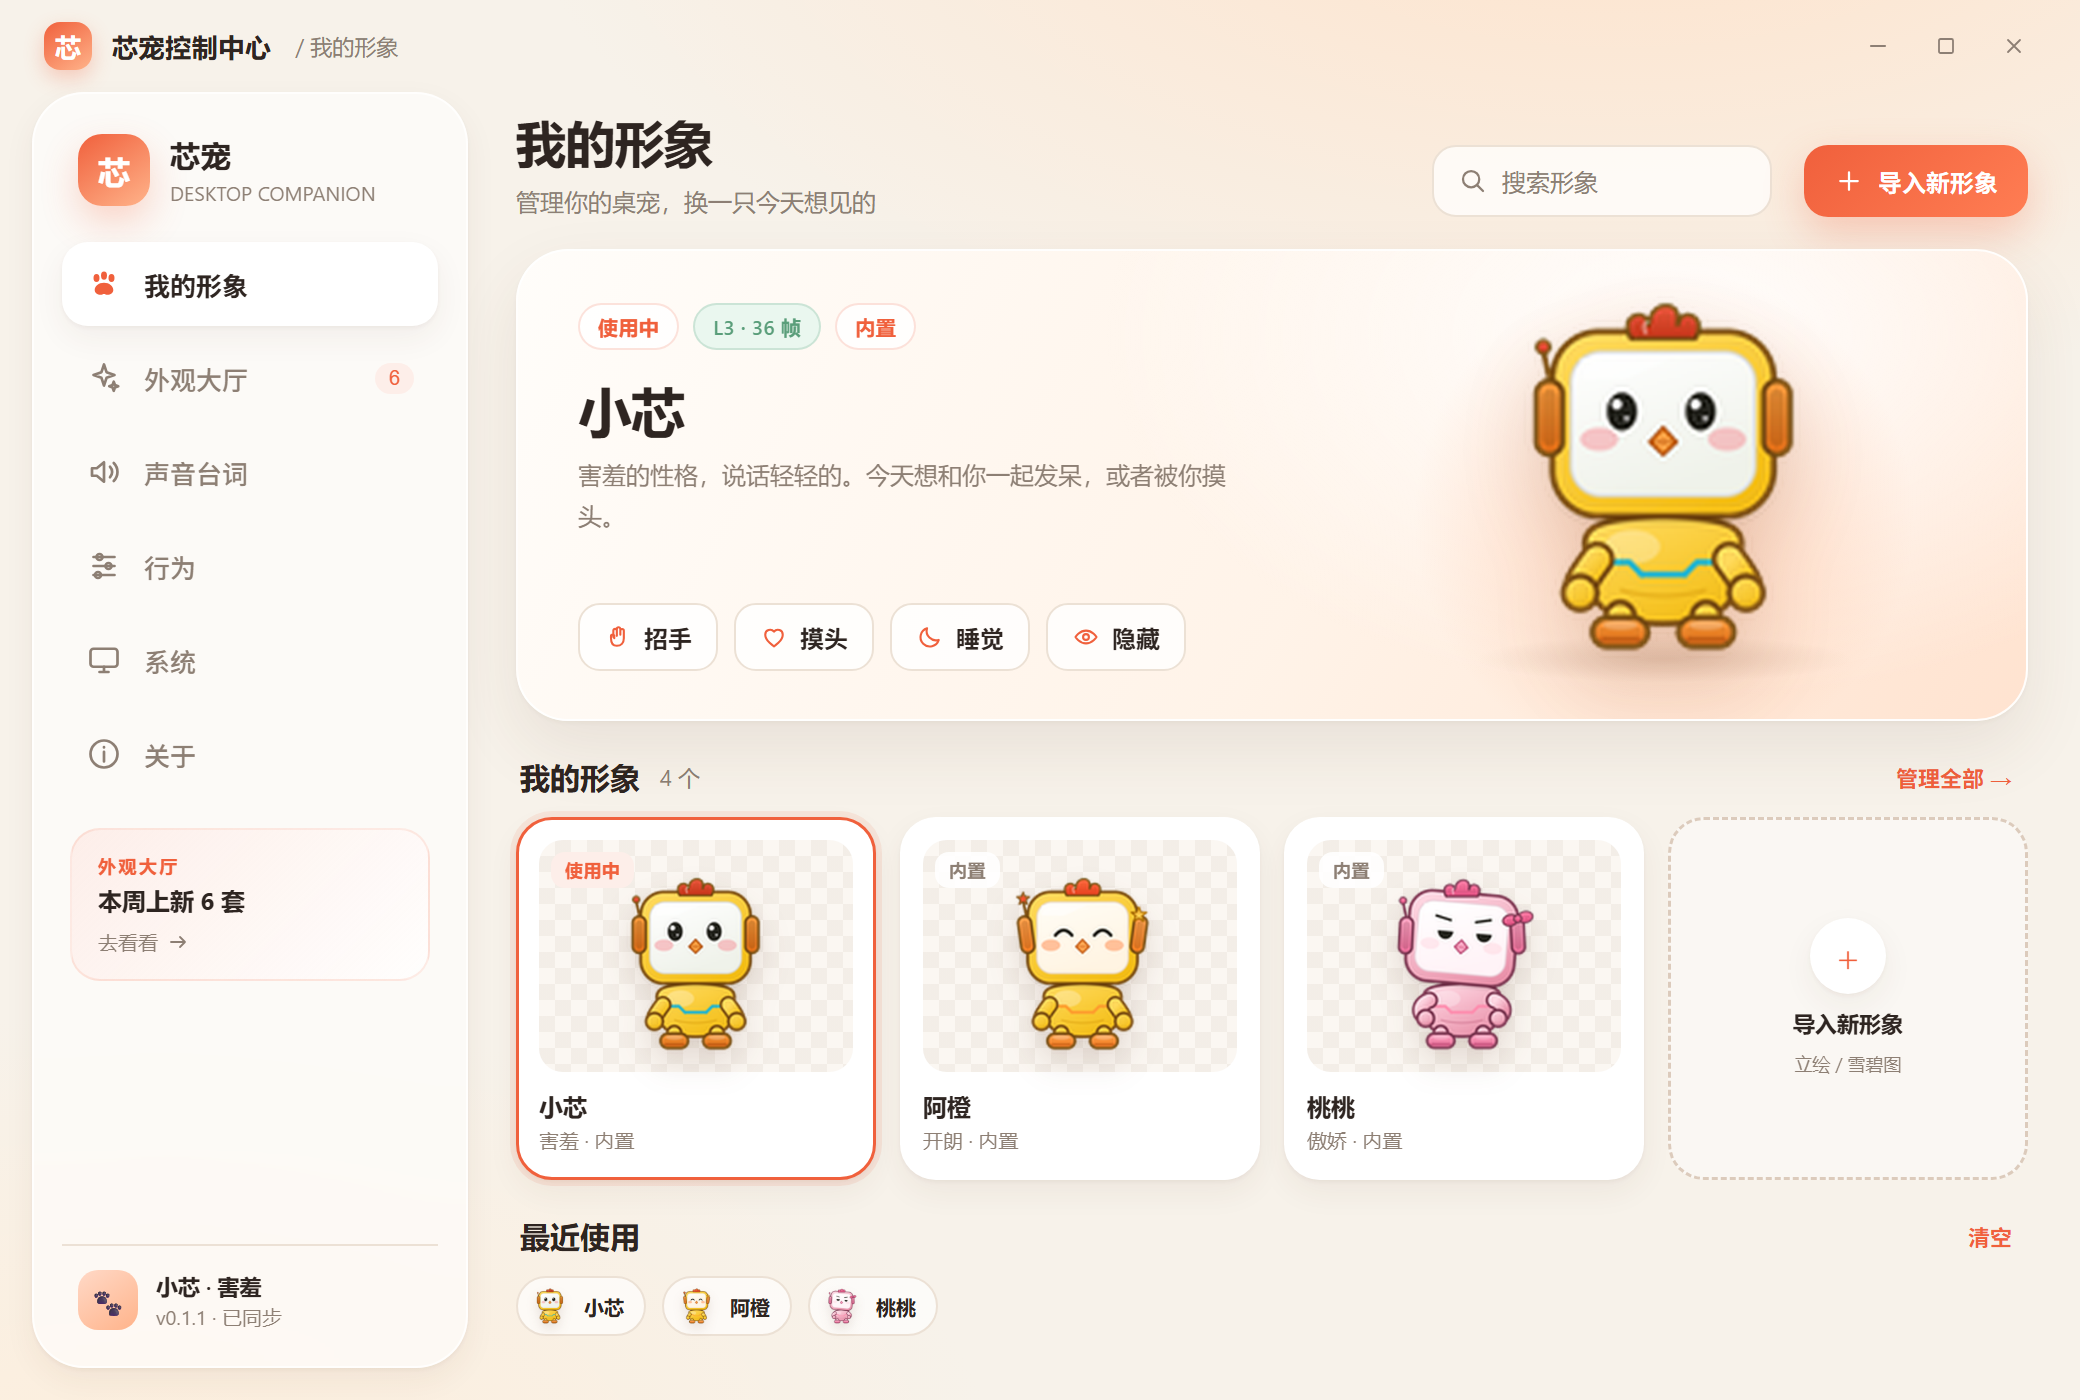 芯 芯宠控制中心 / 我的形象
芯 芯宠
DESKTOP COMPANION
我的形象
外观大厅 6
声音台词
行为
系统
关于
外观大厅
本周上新 6 套
去看看 →
小芯 · 害羞
v0.1.1 · 已同步
我的形象
管理你的桌宠，换一只今天想见的
搜索形象
+ 导入新形象
使用中 L3 · 36 帧 内置
小芯
害羞的性格，说话轻轻的。今天想和你一起发呆，或者被你摸
头。
招手 摸头 睡觉 隐藏
我的形象 4 个 管理全部 →
使用中
小芯
害羞 · 内置
内置
阿橙
开朗 · 内置
内置
桃桃
傲娇 · 内置
+
导入新形象
立绘 / 雪碧图
最近使用 清空
小芯 阿橙 桃桃